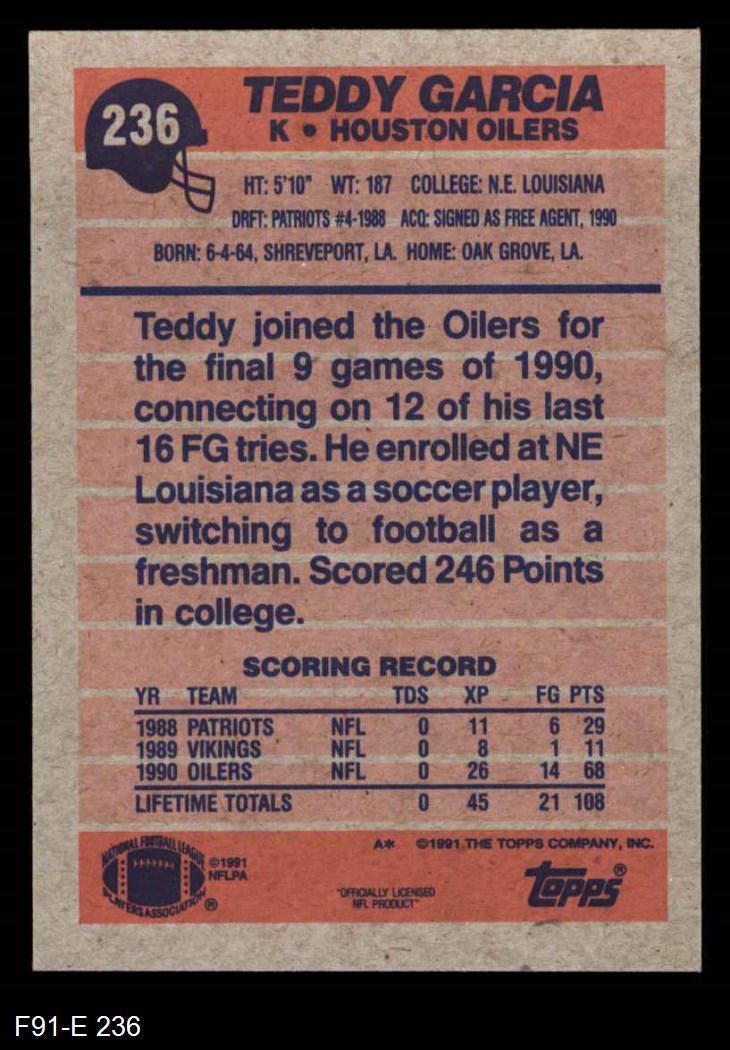 236
TEDDY GARCIA
K • HOUSTON OILERS
HT: 5'10" WT: 187 COLLEGE: N.E. LOUISIANA
DRFT: PATRIOTS #4-1988 ACQ: SIGNED AS FREE AGENT, 1990
BORN: 6-4-64, SHREVEPORT, LA. HOME: OAK GROVE, LA.
Teddy joined the Oilers for
the final 9 games of 1990,
connecting on 12 of his last
16 FG tries. He enrolled at NE
Louisiana as a soccer player,
switching to football as a
freshman. Scored 246 Points
in college.
SCORING RECORD
YR TEAM TDS XP FG PTS
1988 PATRIOTS NFL 0 11 6 29
1989 VIKINGS NFL 0 8 1 11
1990 OILERS NFL 0 26 14 68
LIFETIME TOTALS 0 45 21 108
A* ©1991 THE TOPPS COMPANY, INC.
NATIONAL FOOTBALL LEAGUE
PLAYERS ASSOCIATION ®
©1991
NFLPA
"OFFICIALLY LICENSED
NFL PRODUCT"
TOPPS®
F91-E 236